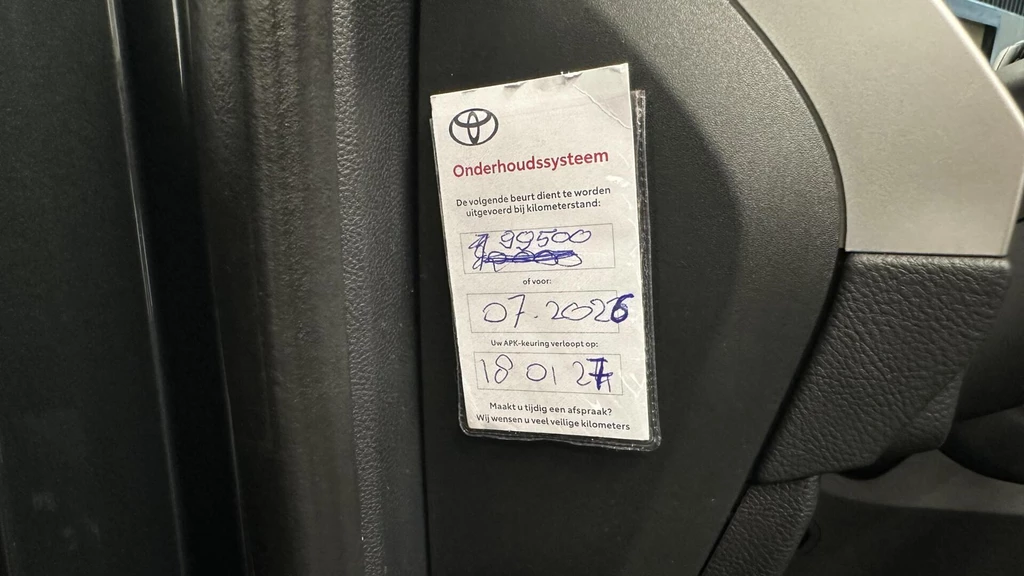 Onderhoudssysteem
De volgende beurt dient te worden
uitgevoerd bij kilometerstand:
199500
of voor:
07.2026
Uw APK-keuring verloopt op:
18 01 27
Maakt u tijdig een afspraak?
Wij wensen u veel veilige kilometers